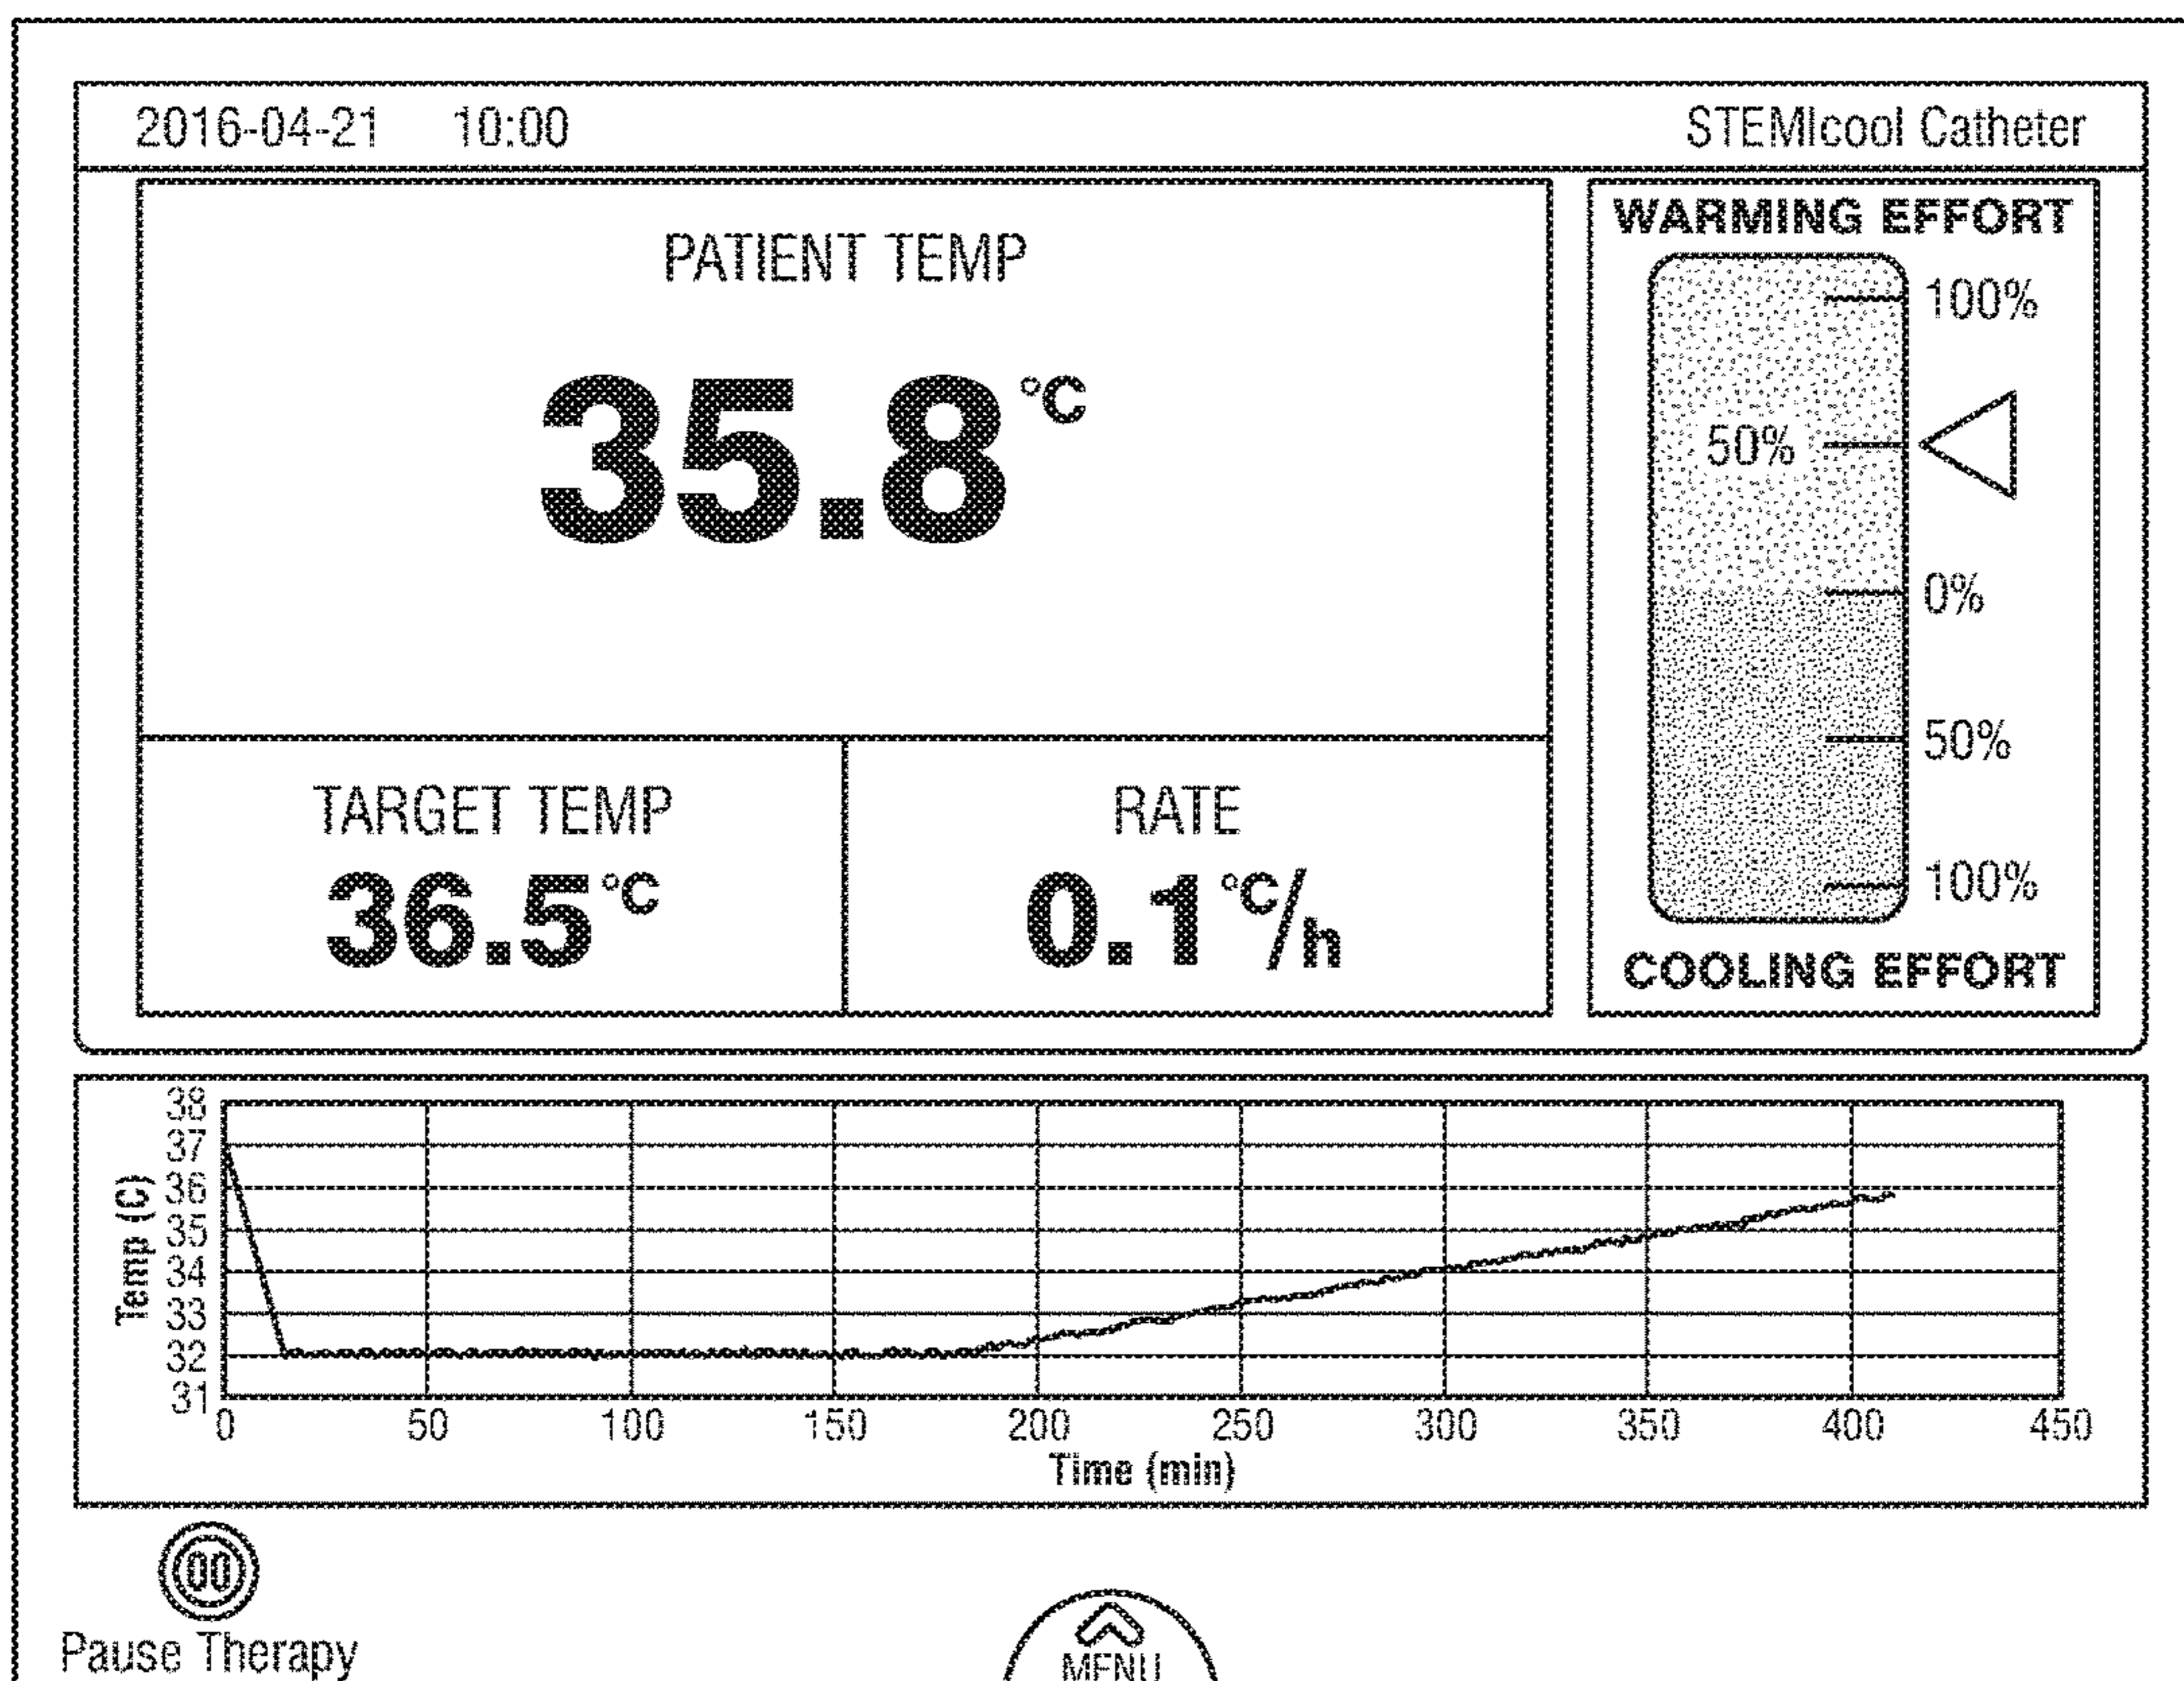 2016-04-21 10:00 STEMIcool Catheter
PATIENT TEMP
35.8 °C
TARGET TEMP
36.5 °C
RATE
0.1 °C/h
WARMING EFFORT
100%
50%
0%
50%
100%
COOLING EFFORT
38
37
36
35
34
33
32
31
Temp (C)
0 50 100 150 200 250 300 350 400 450
Time (min)
Pause Therapy
MENU